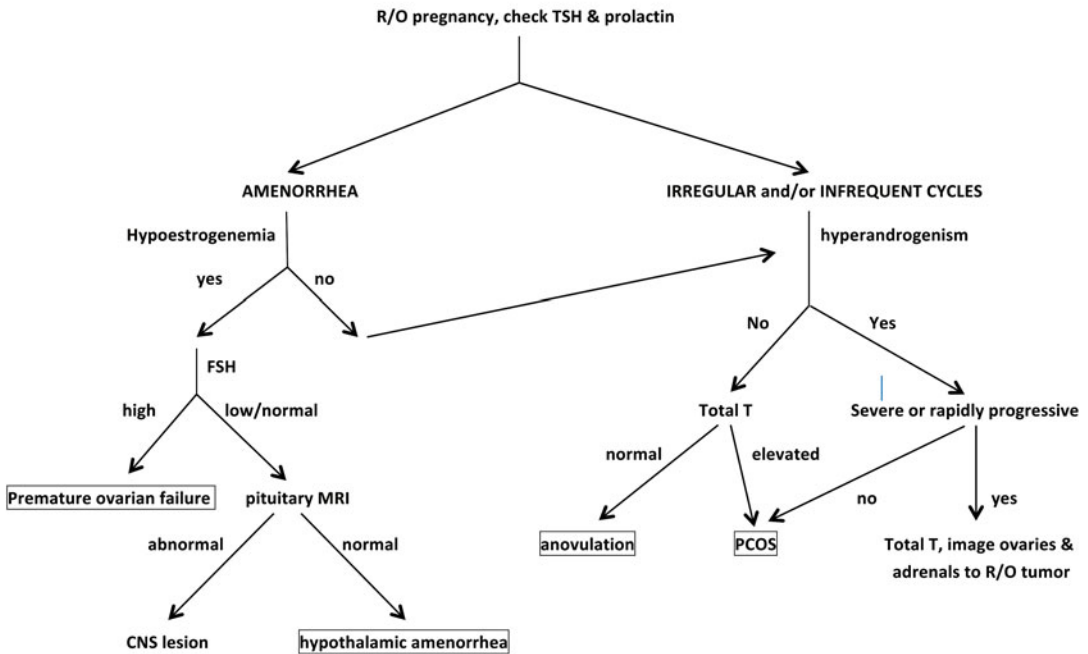 R/O pregnancy, check TSH & prolactin
AMENORRHEA
IRREGULAR and/or INFREQUENT CYCLES
Hypoestrogenemia
hyperandrogenism
yes
no
No
Yes
FSH
high
low/normal
Total T
Severe or rapidly progressive
normal
elevated
no
yes
Premature ovarian failure
pituitary MRI
abnormal
normal
anovulation
PCOS
Total T, image ovaries &
adrenals to R/O tumor
CNS lesion
hypothalamic amenorrhea